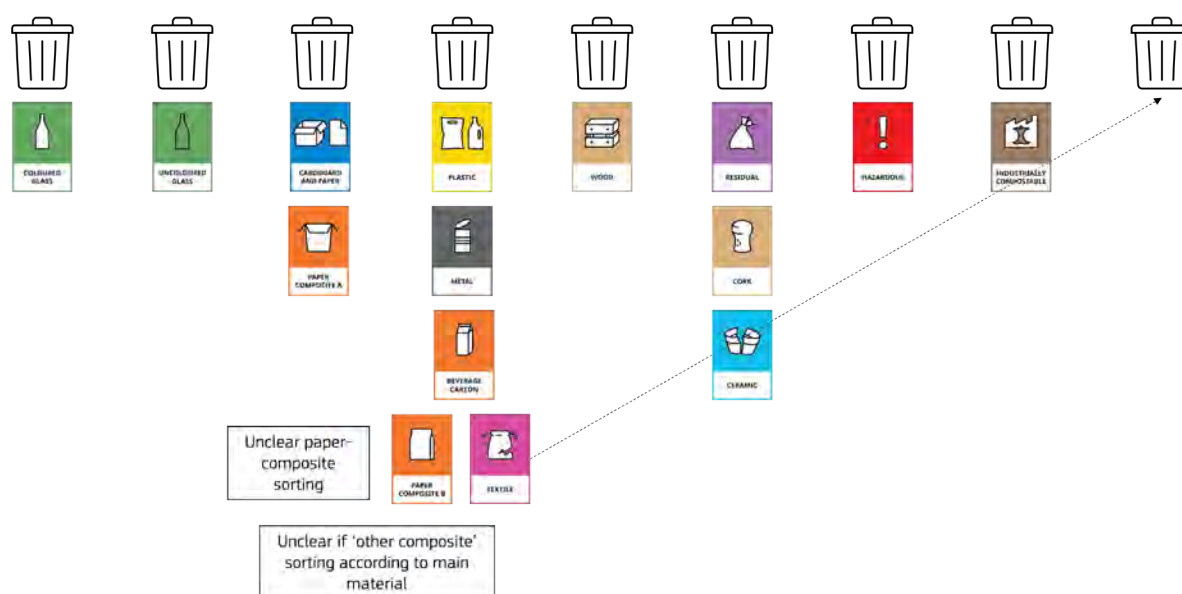 COLOURED
GLASS
UNCOLOURED
GLASS
CARDBOARD
AND PAPER
PLASTIC
WOOD
RESIDUAL
HAZARDOUS
INDUSTRIALLY
COMPOSTABLE
PAPER
COMPOSITE A
METAL
CORK
BEVERAGE
CARTON
CERAMIC
Unclear paper-
composite
sorting
PAPER
COMPOSITE B
TEXTILE
Unclear if 'other composite'
sorting according to main
material